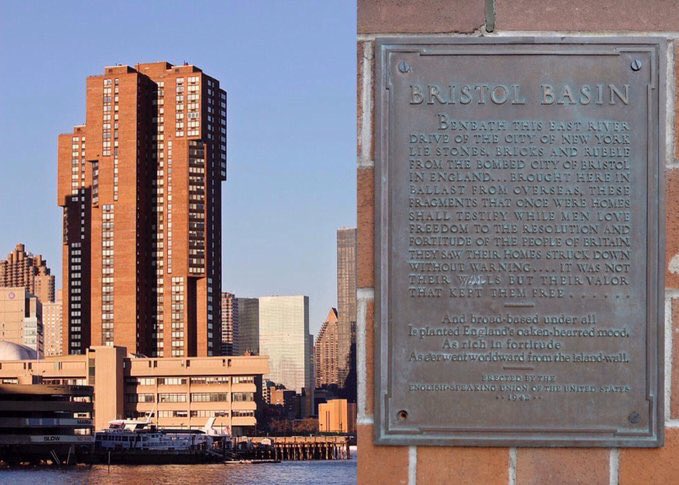 SLOW
BRISTOL BASIN
BENEATH THIS EAST RIVER
DRIVE OF THE CITY OF NEW YORK
LIE STONES, BRICKS AND RUBBLE
FROM THE BOMBED CITY OF BRISTOL
IN ENGLAND... BROUGHT HERE IN
BALLAST FROM OVERSEAS, THESE
FRAGMENTS THAT ONCE WERE HOMES
SHALL TESTIFY WHILE MEN LOVE
FREEDOM TO THE RESOLUTION AND
FORTITUDE OF THE PEOPLE OF BRITAIN.
THEY SAW THEIR HOMES STRUCK DOWN
WITHOUT WARNING.... IT WAS NOT
THEIR WALLS BUT THEIR VALOR
THAT KEPT THEM FREE........
And broad-based under all
Is planted England's oaken-hearted mood,
As rich in fortitude
As e'er went worldward from the island-wall.
ERECTED BY THE
ENGLISH-SPEAKING UNION OF THE UNITED STATES